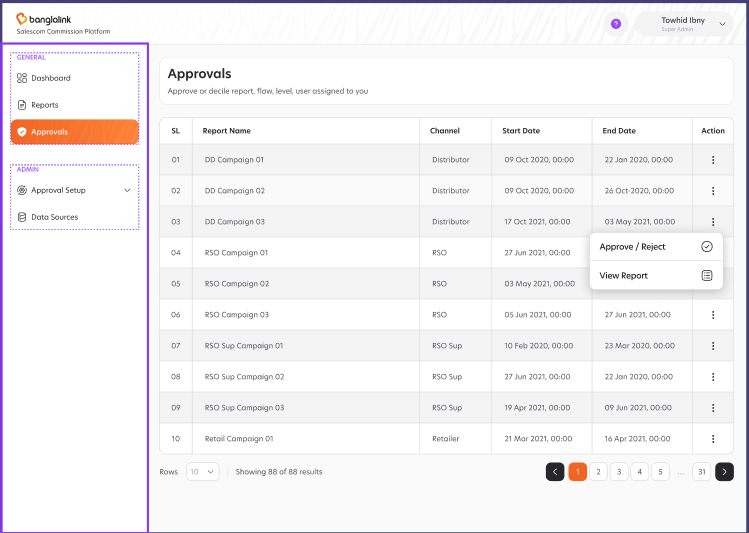 banglalink
Salescom Commission Platform
?
Towhid Ibny
Super Admin
GENERAL
Dashboard
Reports
Approvals
ADMIN
Approval Setup
Data Sources
Approvals
Approve or decile report, flow, level, user assigned to you
SL Report Name Channel Start Date End Date Action
01 DD Campaign 01 Distributor 09 Oct 2020, 00:00 22 Jan 2020, 00:00
02 DD Campaign 02 Distributor 09 Oct 2020, 00:00 26 Oct-2020, 00:00
03 DD Campaign 03 Distributor 17 Oct 2021, 00:00 03 May 2021, 00:00
04 RSO Campaign 01 RSO 27 Jun 2021, 00:00
Approve / Reject
05 RSO Campaign 02 RSO 03 May 2021, 00:00
View Report
06 RSO Campaign 03 RSO 05 Jun 2021, 00:00 27 Jun 2021, 00:00
07 RSO Sup Campaign 01 RSO Sup 10 Feb 2020, 00:00 23 Mar 2020, 00:00
08 RSO Sup Campaign 02 RSO Sup 27 Jun 2021, 00:00 22 Jan 2020, 00:00
09 RSO Sup Campaign 03 RSO Sup 19 Apr 2021, 00:00 09 Jun 2021, 00:00
10 Retail Campaign 01 Retailer 21 Mar 2021, 00:00 16 Apr 2021, 00:00
Rows 10 Showing 88 of 88 results 1 2 3 4 5 ... 31